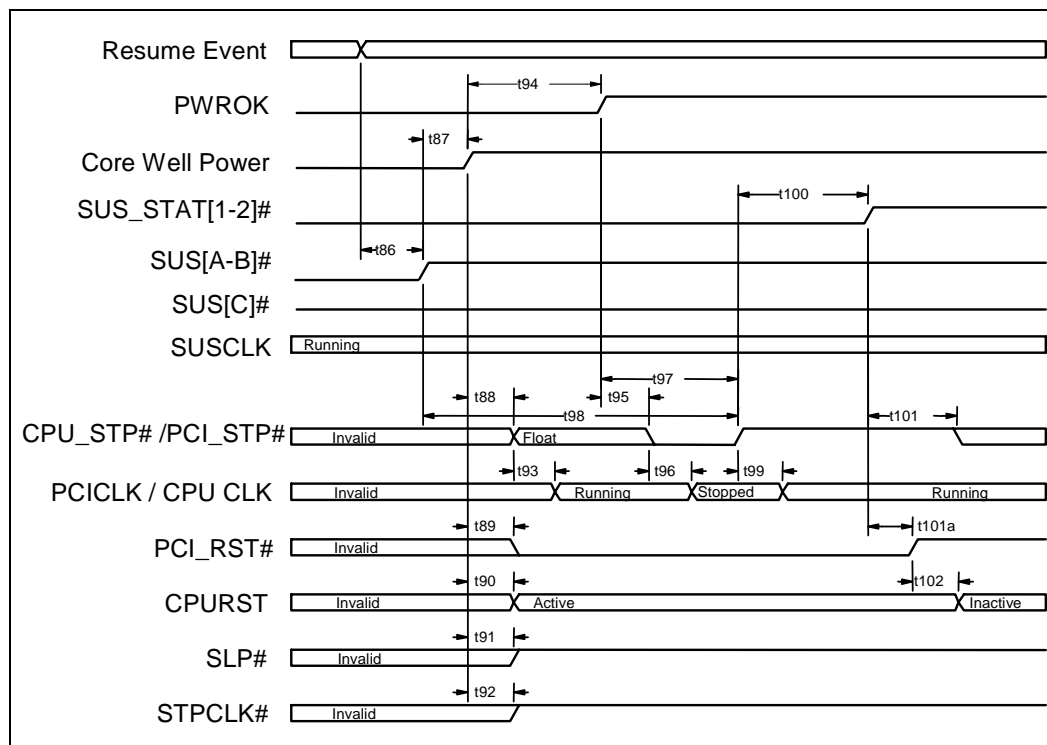 Resume Event
t94
PWROK
t87
Core Well Power
t100
SUS_STAT[1-2]#
t86
SUS[A-B]#
SUS[C]#
SUSCLK
Running
t97
t88
t95
t98
t101
CPU_STP# /PCI_STP#
Invalid
Float
t93
t96
t99
PCICLK / CPU CLK
Invalid
Running
Stopped
Running
t89
t101a
PCI_RST#
Invalid
t90
t102
CPURST
Invalid
Active
Inactive
t91
SLP#
Invalid
t92
STPCLK#
Invalid